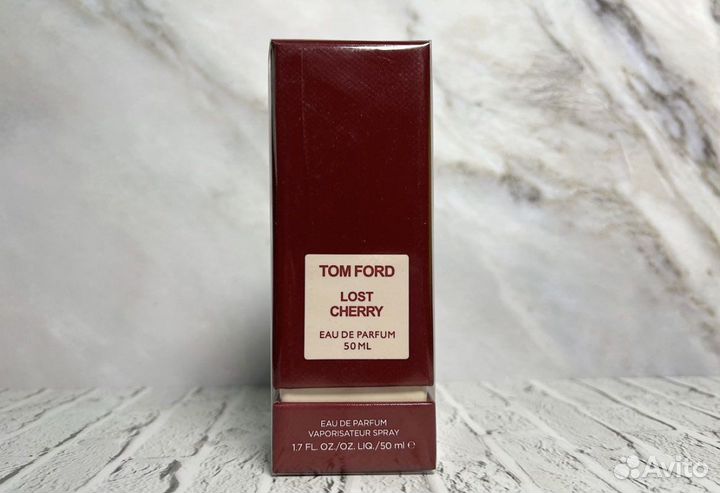 TOM FORD
LOST
CHERRY
EAU DE PARFUM
50 ML
EAU DE PARFUM
VAPORISATEUR SPRAY
1.7 FL. OZ./OZ. LIQ./50 ml ℮
Avito